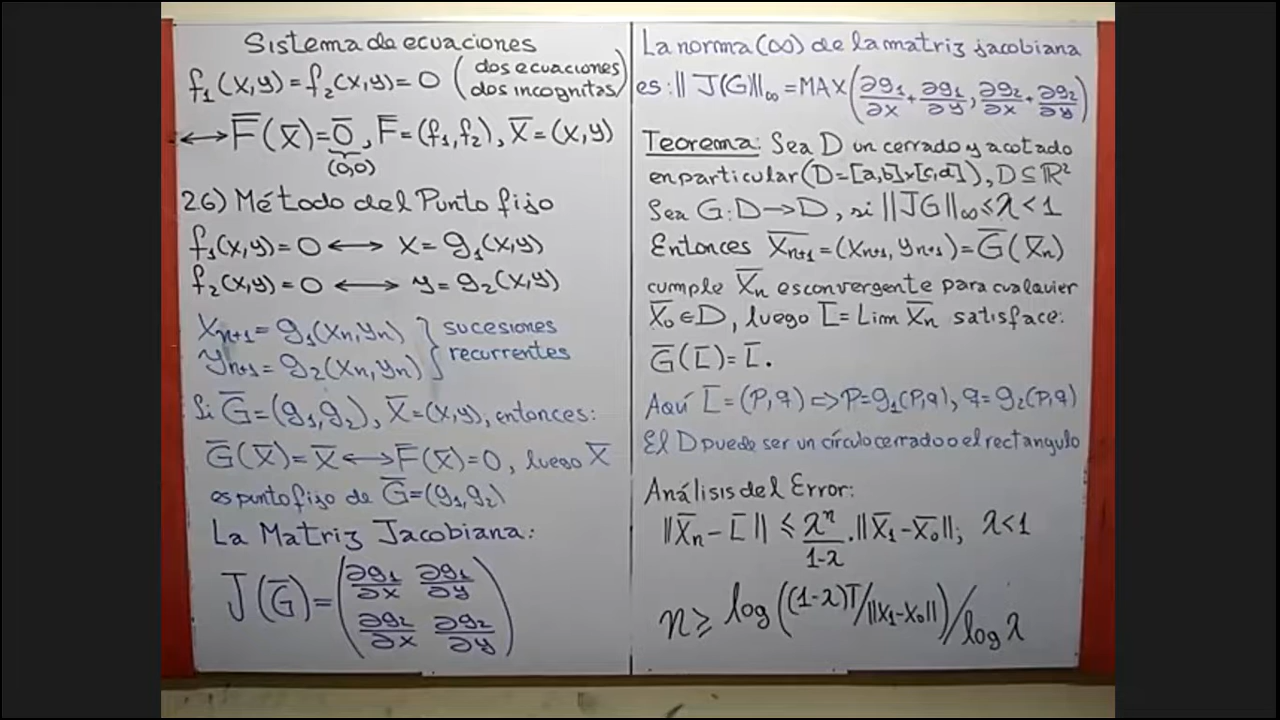 Sistema de ecuaciones
f₁(x,y)=f₂(x,y)=0 (dos ecuaciones
dos incognitas)
⟷ F̅(X̅)=0̅, F̅=(f₁,f₂), X̅=(x,y)
(0,0)
26) Método del Punto fijo
f₁(x,y)=0 ⟷ x=g₁(x,y)
f₂(x,y)=0 ⟷ y=g₂(x,y)
Xn+1=g₁(Xn,yn) } sucesiones
yn+1=g₂(Xn,yn) } recurrentes
Si G̅=(g₁,g₂), X̅=(x,y), entonces:
G̅(X̅)=X̅ ⟷ F̅(X̅)=0, luego X̅
es punto fijo de G̅=(g₁,g₂)
La Matriz Jacobiana:
J(G̅)=(∂g₁/∂x ∂g₁/∂y
∂g₂/∂x ∂g₂/∂y)
La norma (∞) de la matriz jacobiana
es: || J(G)||∞ = MAX(∂g₁/∂x + ∂g₁/∂y, ∂g₂/∂x + ∂g₂/∂y)
Teorema: Sea D un cerrado y acotado
en particular (D=[a,b]x[c,d]), D⊆ℝ²
Sea G:D→D, si ||JG||∞ ≤ λ < 1
Entonces X̅n+1=(Xn+1, yn+1)=G̅(X̅n)
cumple X̅n es convergente para cualquier
X̅₀∈D, luego L̅=Lim X̅n satisface:
G̅(L̅)=L̅.
Aquí L̅=(p,q) ⇒ p=g₁(p,q), q=g₂(p,q)
El D puede ser un círculo cerrado o el rectangulo
Análisis del Error:
||X̅n-L̅|| ≤ λⁿ/1-λ . ||X̅₁-X̅₀||; λ<1
n ≥ log((1-λ)T/||X₁-X₀||)/log λ